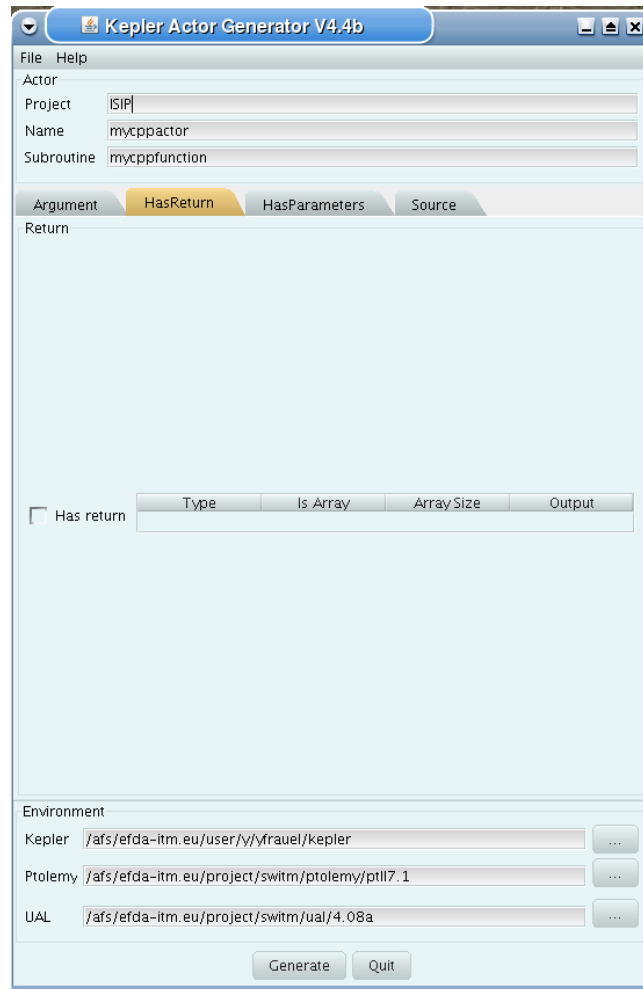 Kepler Actor Generator V4.4b
File Help
Actor
Project ISIP
Name mycppactor
Subroutine mycppfunction
Argument HasReturn HasParameters Source
Return
Has return Type Is Array Array Size Output
Environment
Kepler /afs/efda-itm.eu/user/y/yfrauel/kepler ...
Ptolemy /afs/efda-itm.eu/project/switm/ptolemy/ptII7.1 ...
UAL /afs/efda-itm.eu/project/switm/ual/4.08a ...
Generate Quit